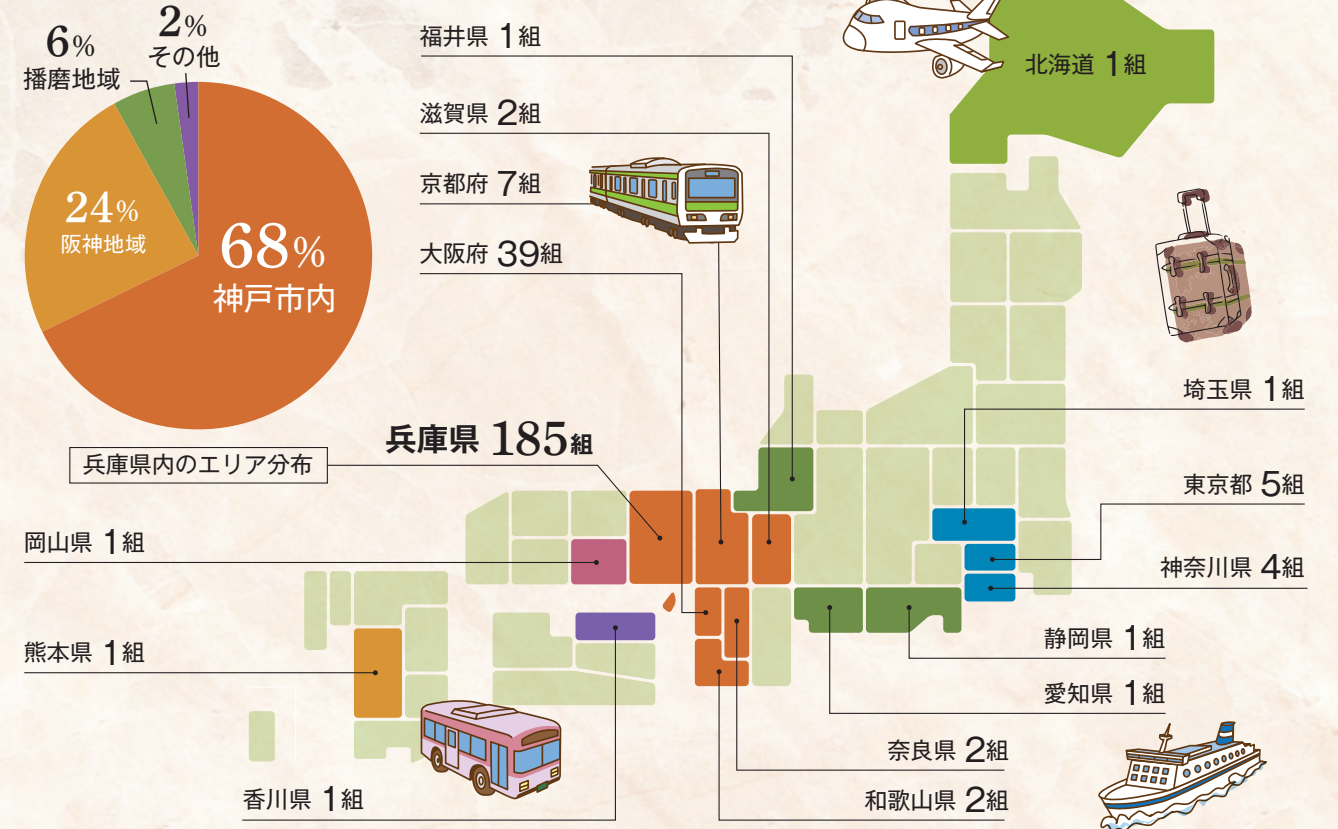 6%
播磨地域
2%
その他
24%
阪神地域
68%
神戸市内
兵庫県内のエリア分布
福井県 1組
滋賀県 2組
京都府 7組
大阪府 39組
兵庫県 185組
北海道 1組
埼玉県 1組
東京都 5組
神奈川県 4組
静岡県 1組
愛知県 1組
奈良県 2組
和歌山県 2組
岡山県 1組
熊本県 1組
香川県 1組